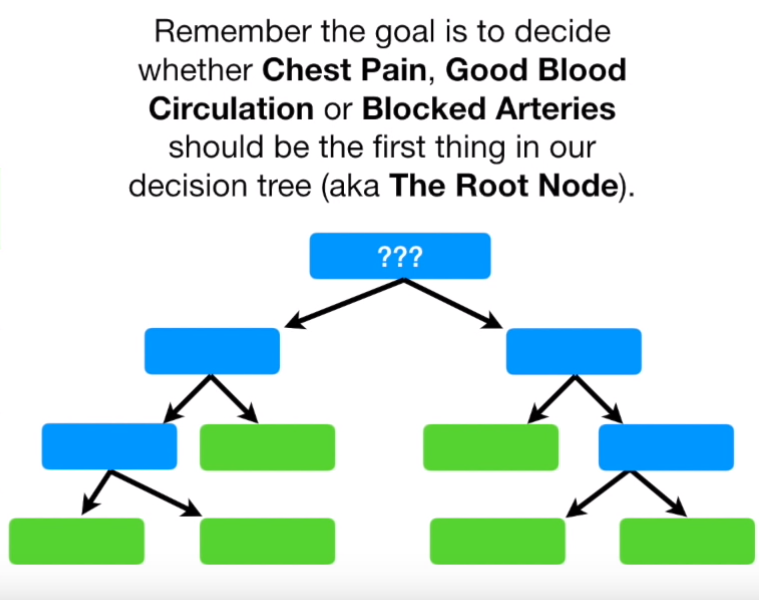 Remember the goal is to decide
whether Chest Pain, Good Blood
Circulation or Blocked Arteries
should be the first thing in our
decision tree (aka The Root Node).
???